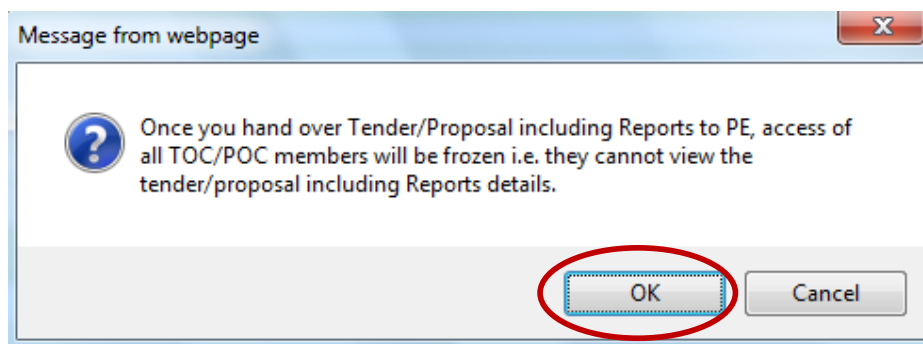 Message from webpage
Once you hand over Tender/Proposal including Reports to PE, access of
all TOC/POC members will be frozen i.e. they cannot view the
tender/proposal including Reports details.
OK
Cancel